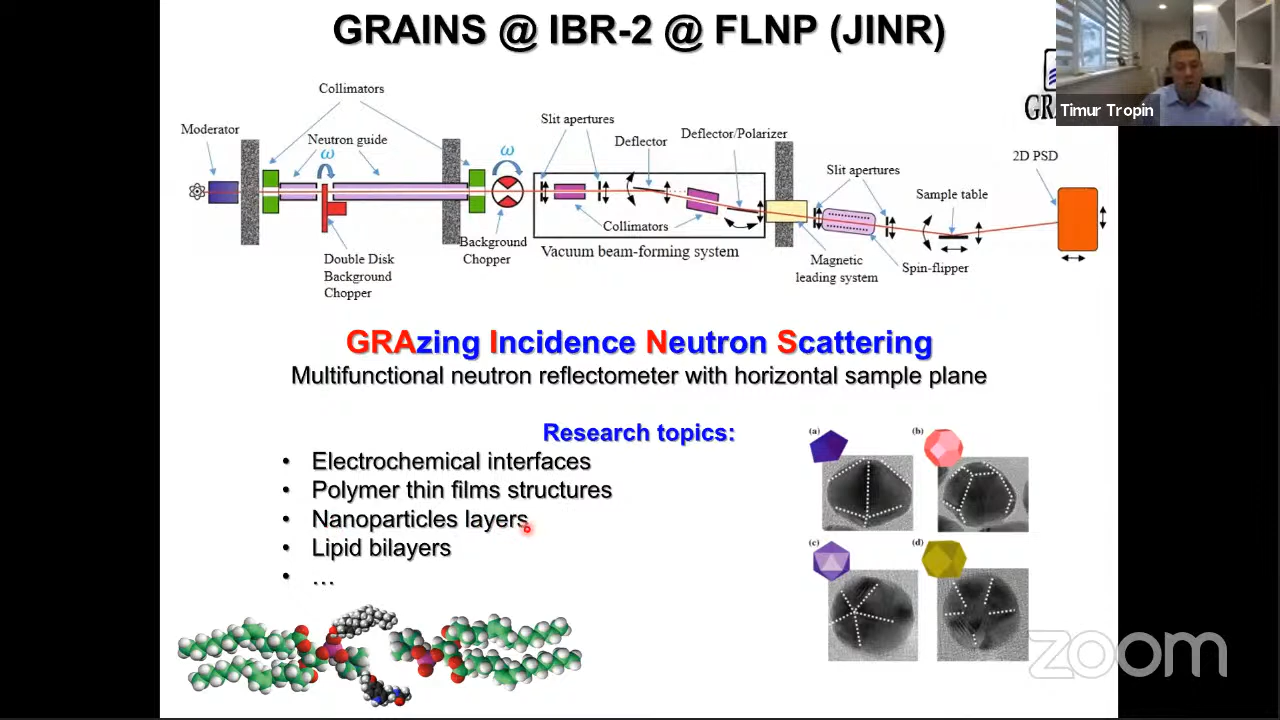 GRAINS @ IBR-2 @ FLNP (JINR)
Timur Tropin
Collimators
Moderator
Neutron guide
ω
ω
Slit apertures
Deflector
Deflector/Polarizer
2D PSD
Slit apertures
Sample table
Collimators
Background
Chopper
Vacuum beam-forming system
Double Disk
Background
Chopper
Magnetic
leading system
Spin-flipper
GRAzing Incidence Neutron Scattering
Multifunctional neutron reflectometer with horizontal sample plane
Research topics:
• Electrochemical interfaces
• Polymer thin films structures
• Nanoparticles layers
• Lipid bilayers
• …
(a)
(b)
(c)
(d)
zoom